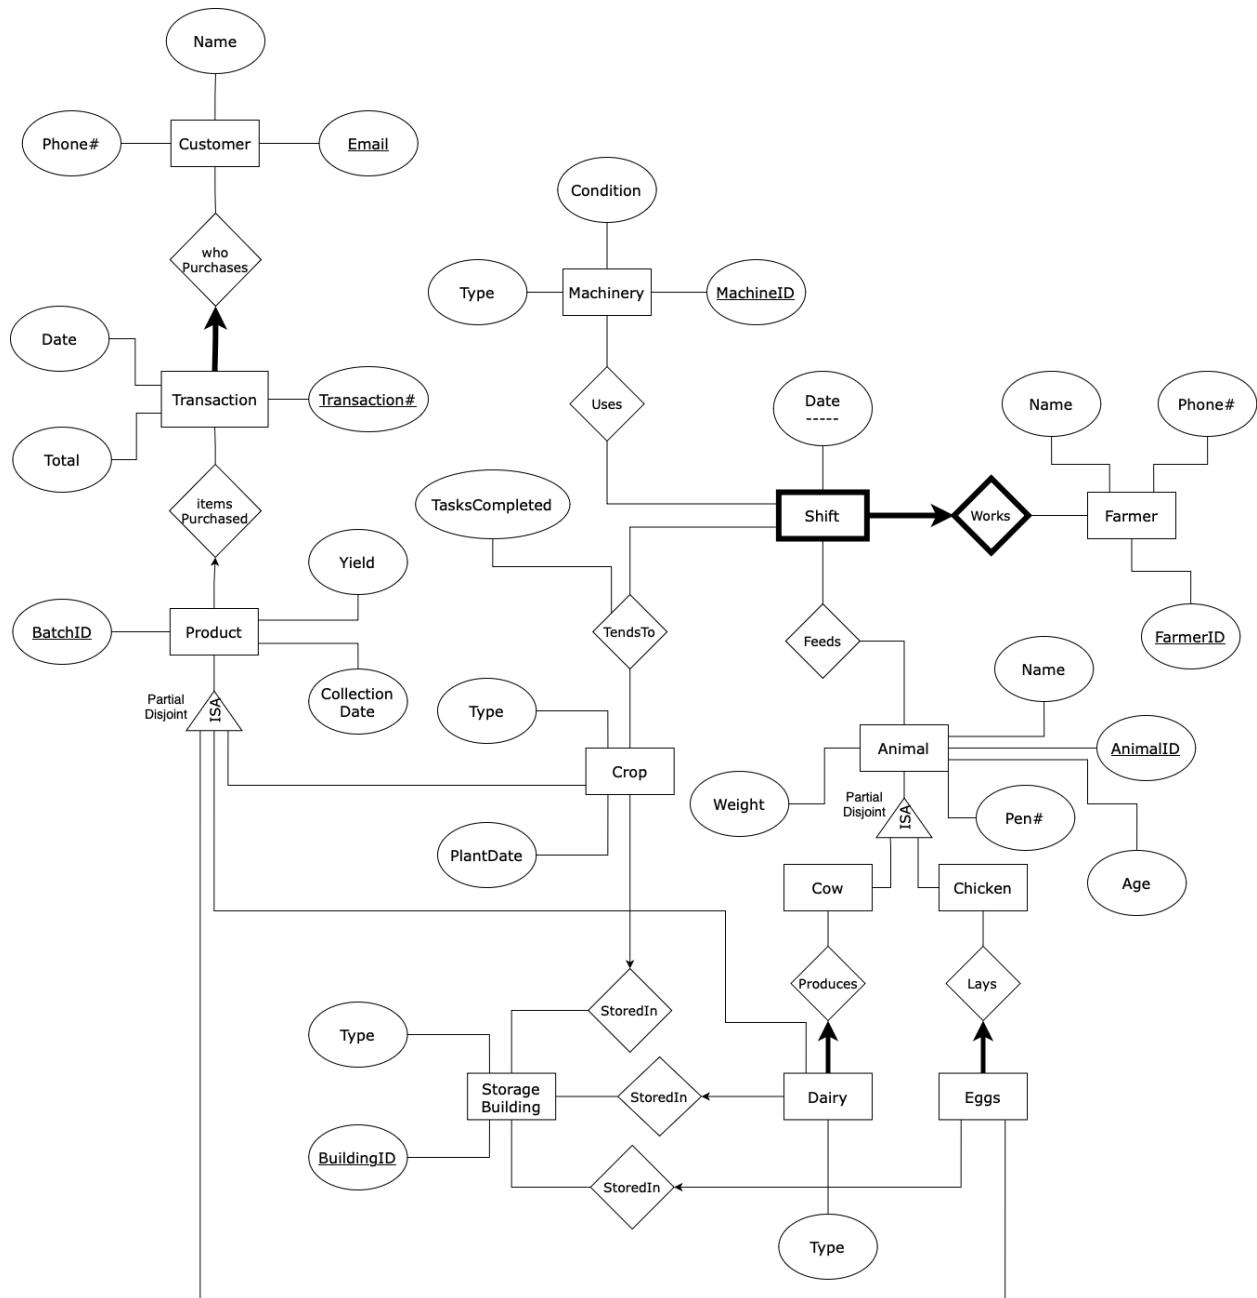 Name
Phone#
Customer
Email
who
Purchases
Condition
Type
Machinery
MachineID
Date
Transaction
Transaction#
Total
Uses
Date
-----
Name
Phone#
items
Purchased
TasksCompleted
Shift
Works
Farmer
Yield
BatchID
Product
TendsTo
Feeds
FarmerID
Collection
Date
Partial
Disjoint
ISA
Type
Name
Animal
AnimalID
Crop
Weight
Partial
Disjoint
ISA
Pen#
PlantDate
Cow
Chicken
Age
Produces
Lays
StoredIn
Type
Storage
Building
StoredIn
Dairy
Eggs
BuildingID
StoredIn
Type